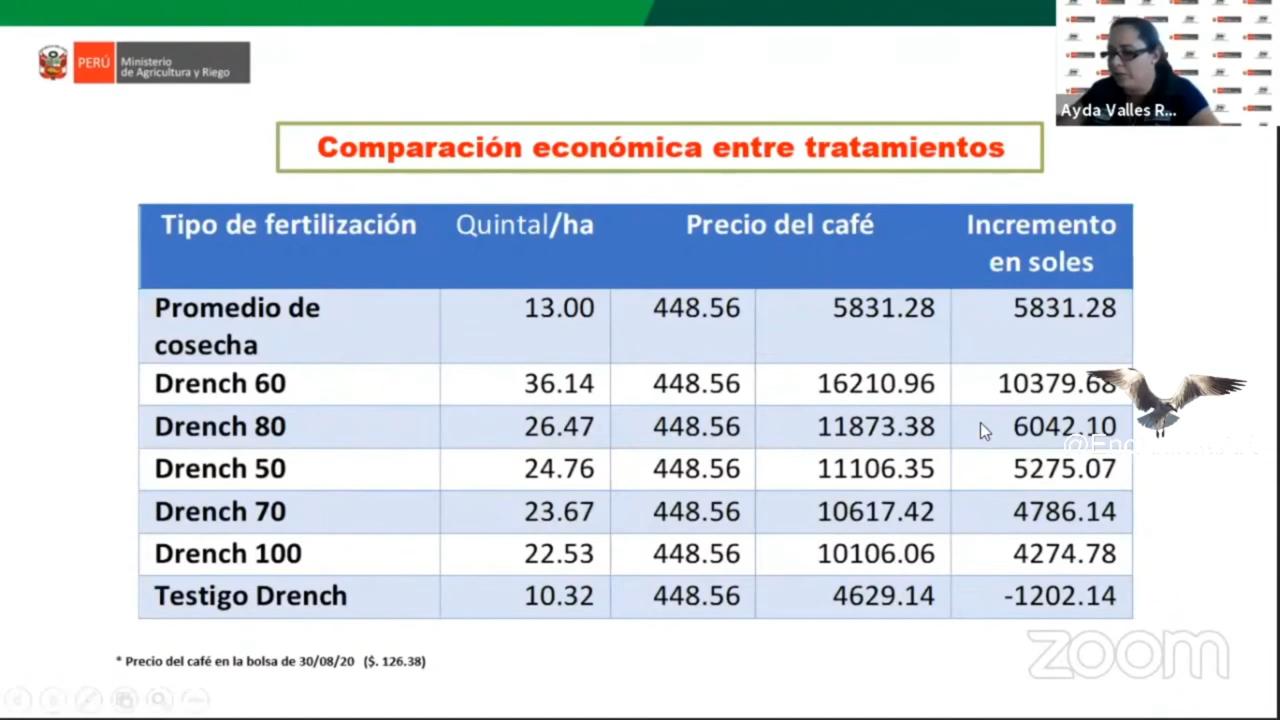 PERÚ
Ministerio
de Agricultura y Riego
Ayda Valles R...
Comparación económica entre tratamientos
Tipo de fertilización Quintal/ha Precio del café Incremento
en soles
Promedio de
cosecha 13.00 448.56 5831.28 5831.28
Drench 60 36.14 448.56 16210.96 10379.68
Drench 80 26.47 448.56 11873.38 6042.10
Drench 50 24.76 448.56 11106.35 5275.07
Drench 70 23.67 448.56 10617.42 4786.14
Drench 100 22.53 448.56 10106.06 4274.78
Testigo Drench 10.32 448.56 4629.14 -1202.14
* Precio del café en la bolsa de 30/08/20 ($. 126.38)
zoom